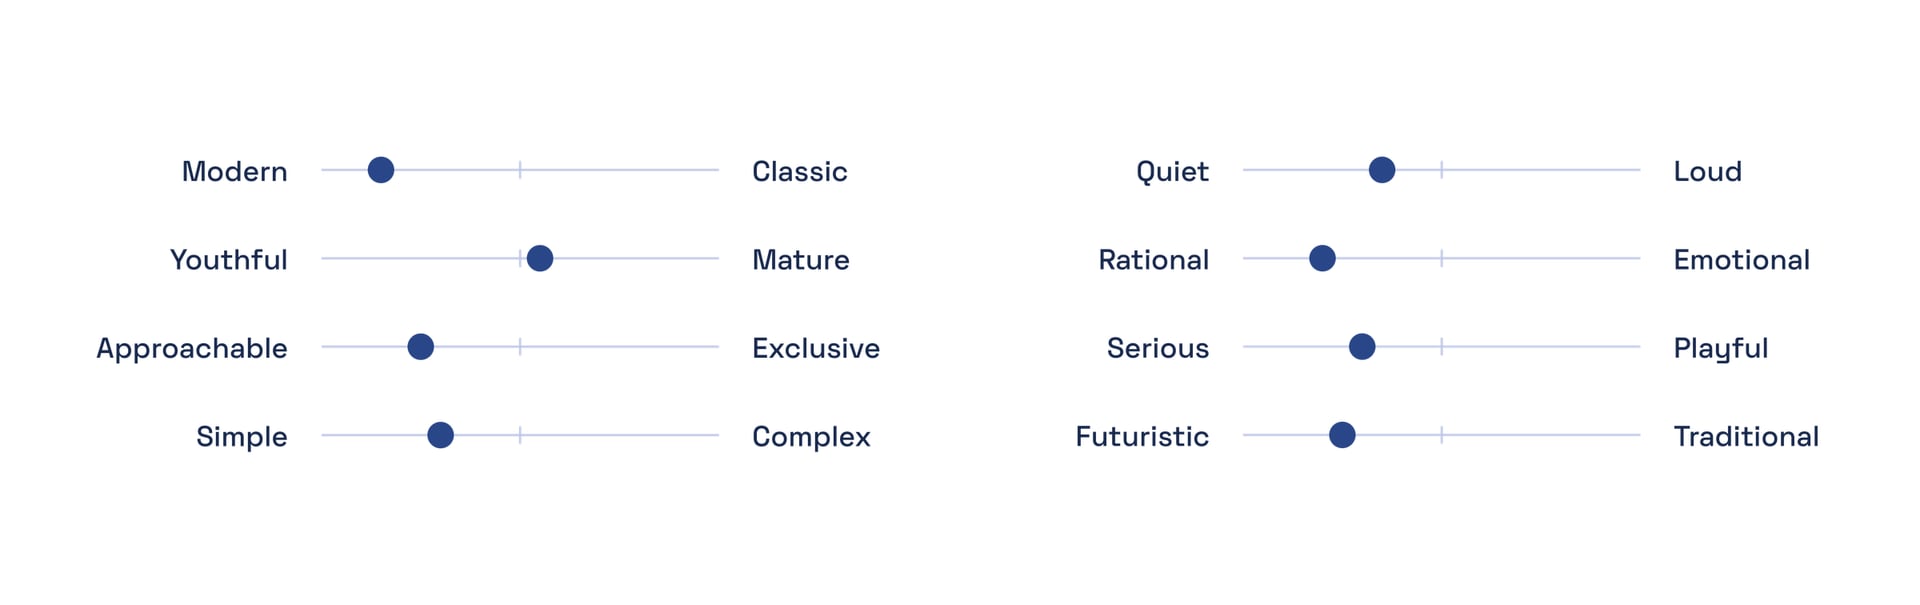 Modern Classic
Youthful Mature
Approachable Exclusive
Simple Complex
Quiet Loud
Rational Emotional
Serious Playful
Futuristic Traditional